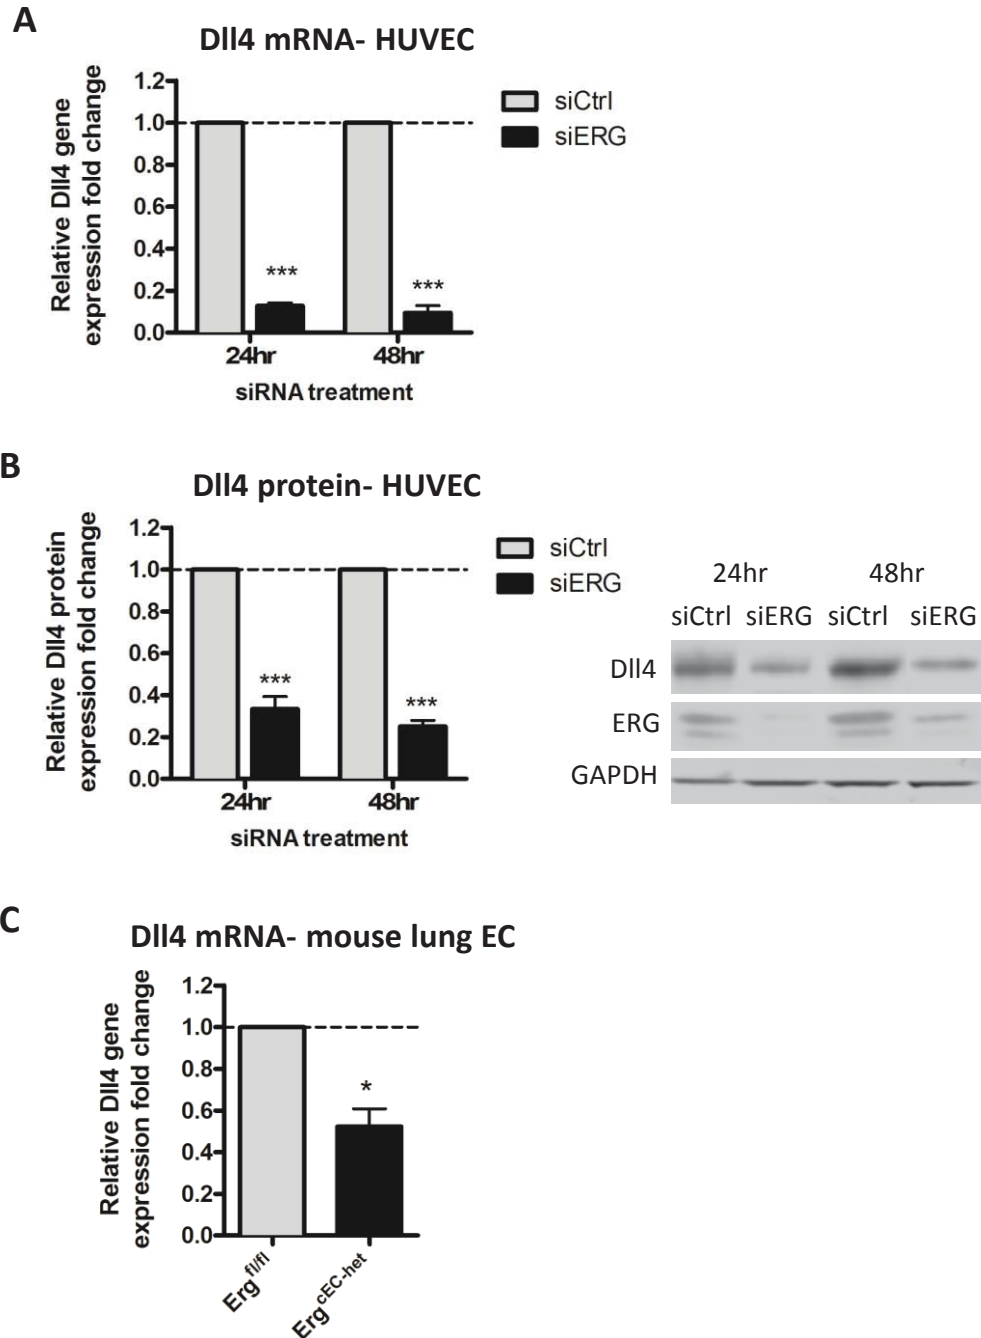 A
Dll4 mRNA- HUVEC
Relative Dll4 gene
expression fold change
1.2
1.0
0.8
0.6
0.4
0.2
0.0
***
***
24hr
48hr
siRNA treatment
siCtrl
siERG
B
Dll4 protein- HUVEC
Relative Dll4 protein
expression fold change
1.2
1.0
0.8
0.6
0.4
0.2
0.0
***
***
24hr
48hr
siRNA treatment
siCtrl
siERG
24hr 48hr
siCtrl siERG siCtrl siERG
Dll4
ERG
GAPDH
C
Dll4 mRNA- mouse lung EC
Relative Dll4 gene
expression fold change
1.2
1.0
0.8
0.6
0.4
0.2
0.0
*
Erg fl/fl
Erg cEC-het